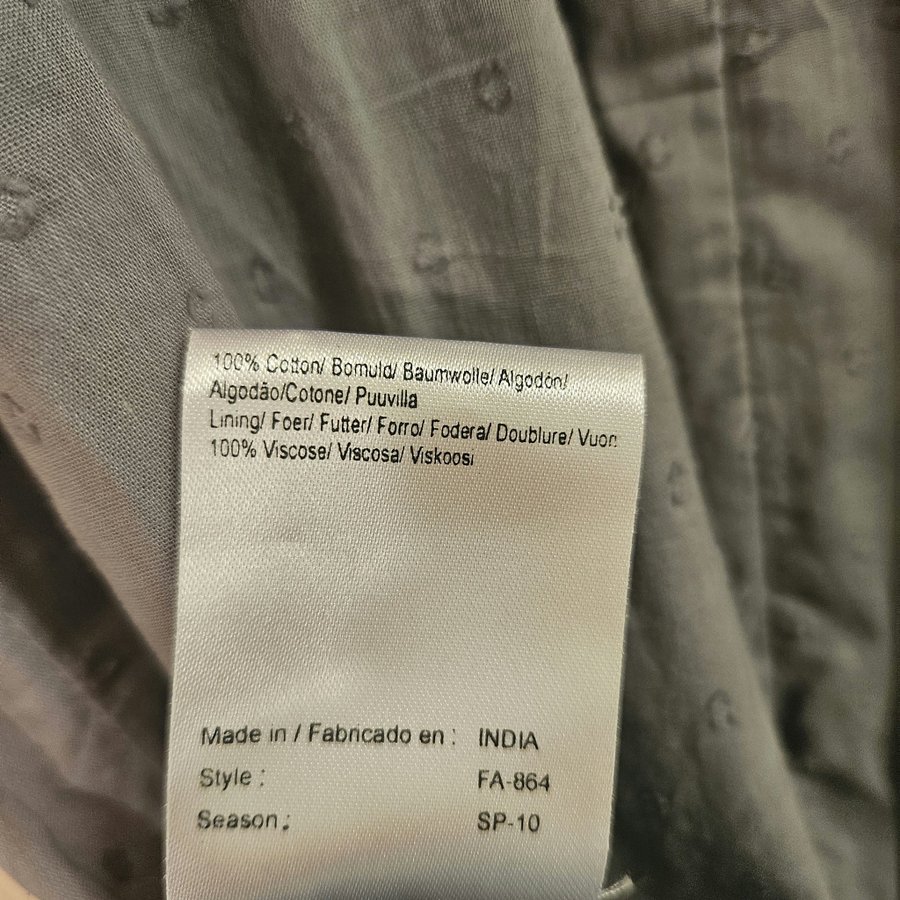 100% Cotton/ Bomuld/ Baumwolle/ Algodón/
Algodão/Cotone/ Puuvilla
Lining/ Foer/ Futter/ Forro/ Fodera/ Doublure/ Vuori
100% Viscose/ Viscosa/ Viskoosi
Made in / Fabricado en : INDIA
Style : FA-864
Season : SP-10